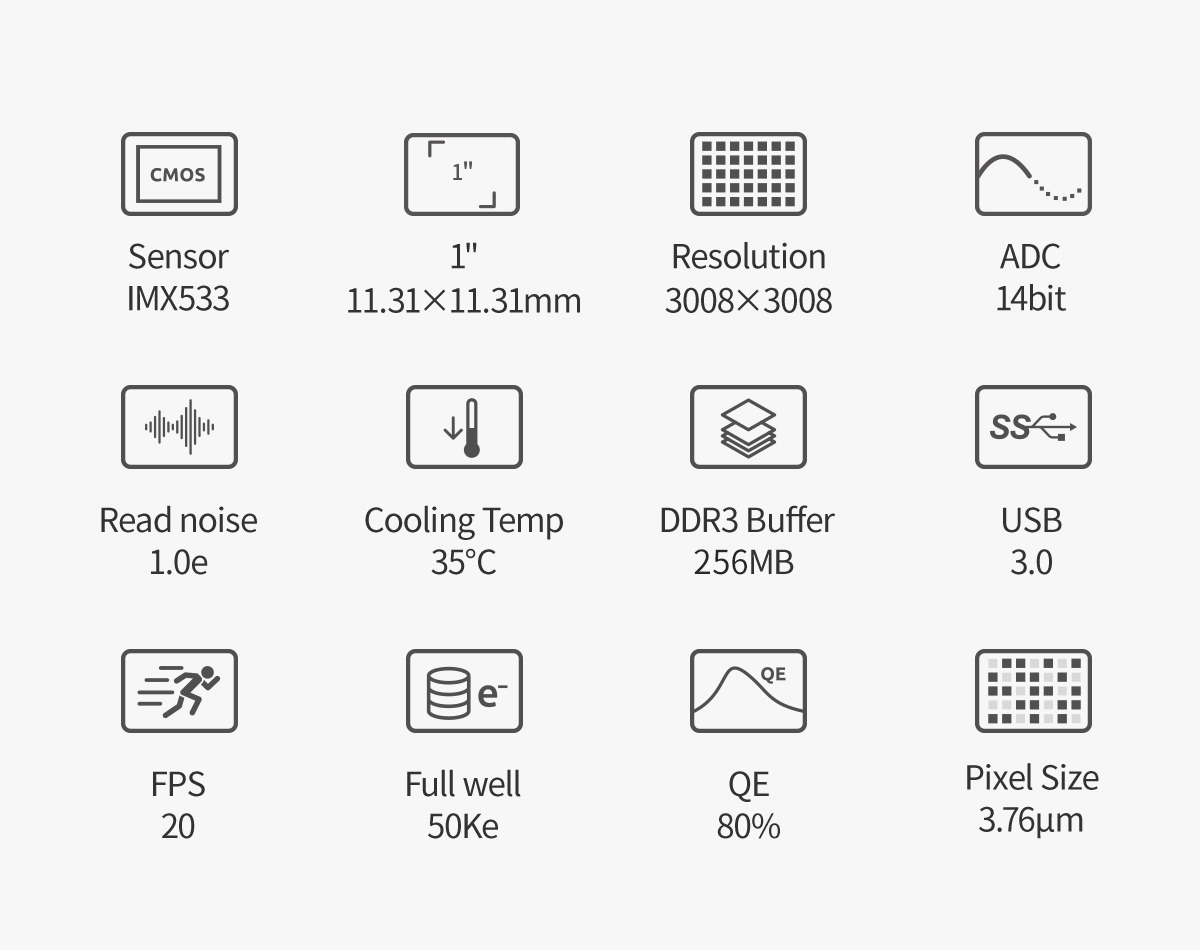 CMOS
Sensor
IMX533
1"
1"
11.31×11.31mm
Resolution
3008×3008
ADC
14bit
Read noise
1.0e
Cooling Temp
35°C
DDR3 Buffer
256MB
SS
USB
3.0
FPS
20
e-
Full well
50Ke
QE
QE
80%
Pixel Size
3.76μm